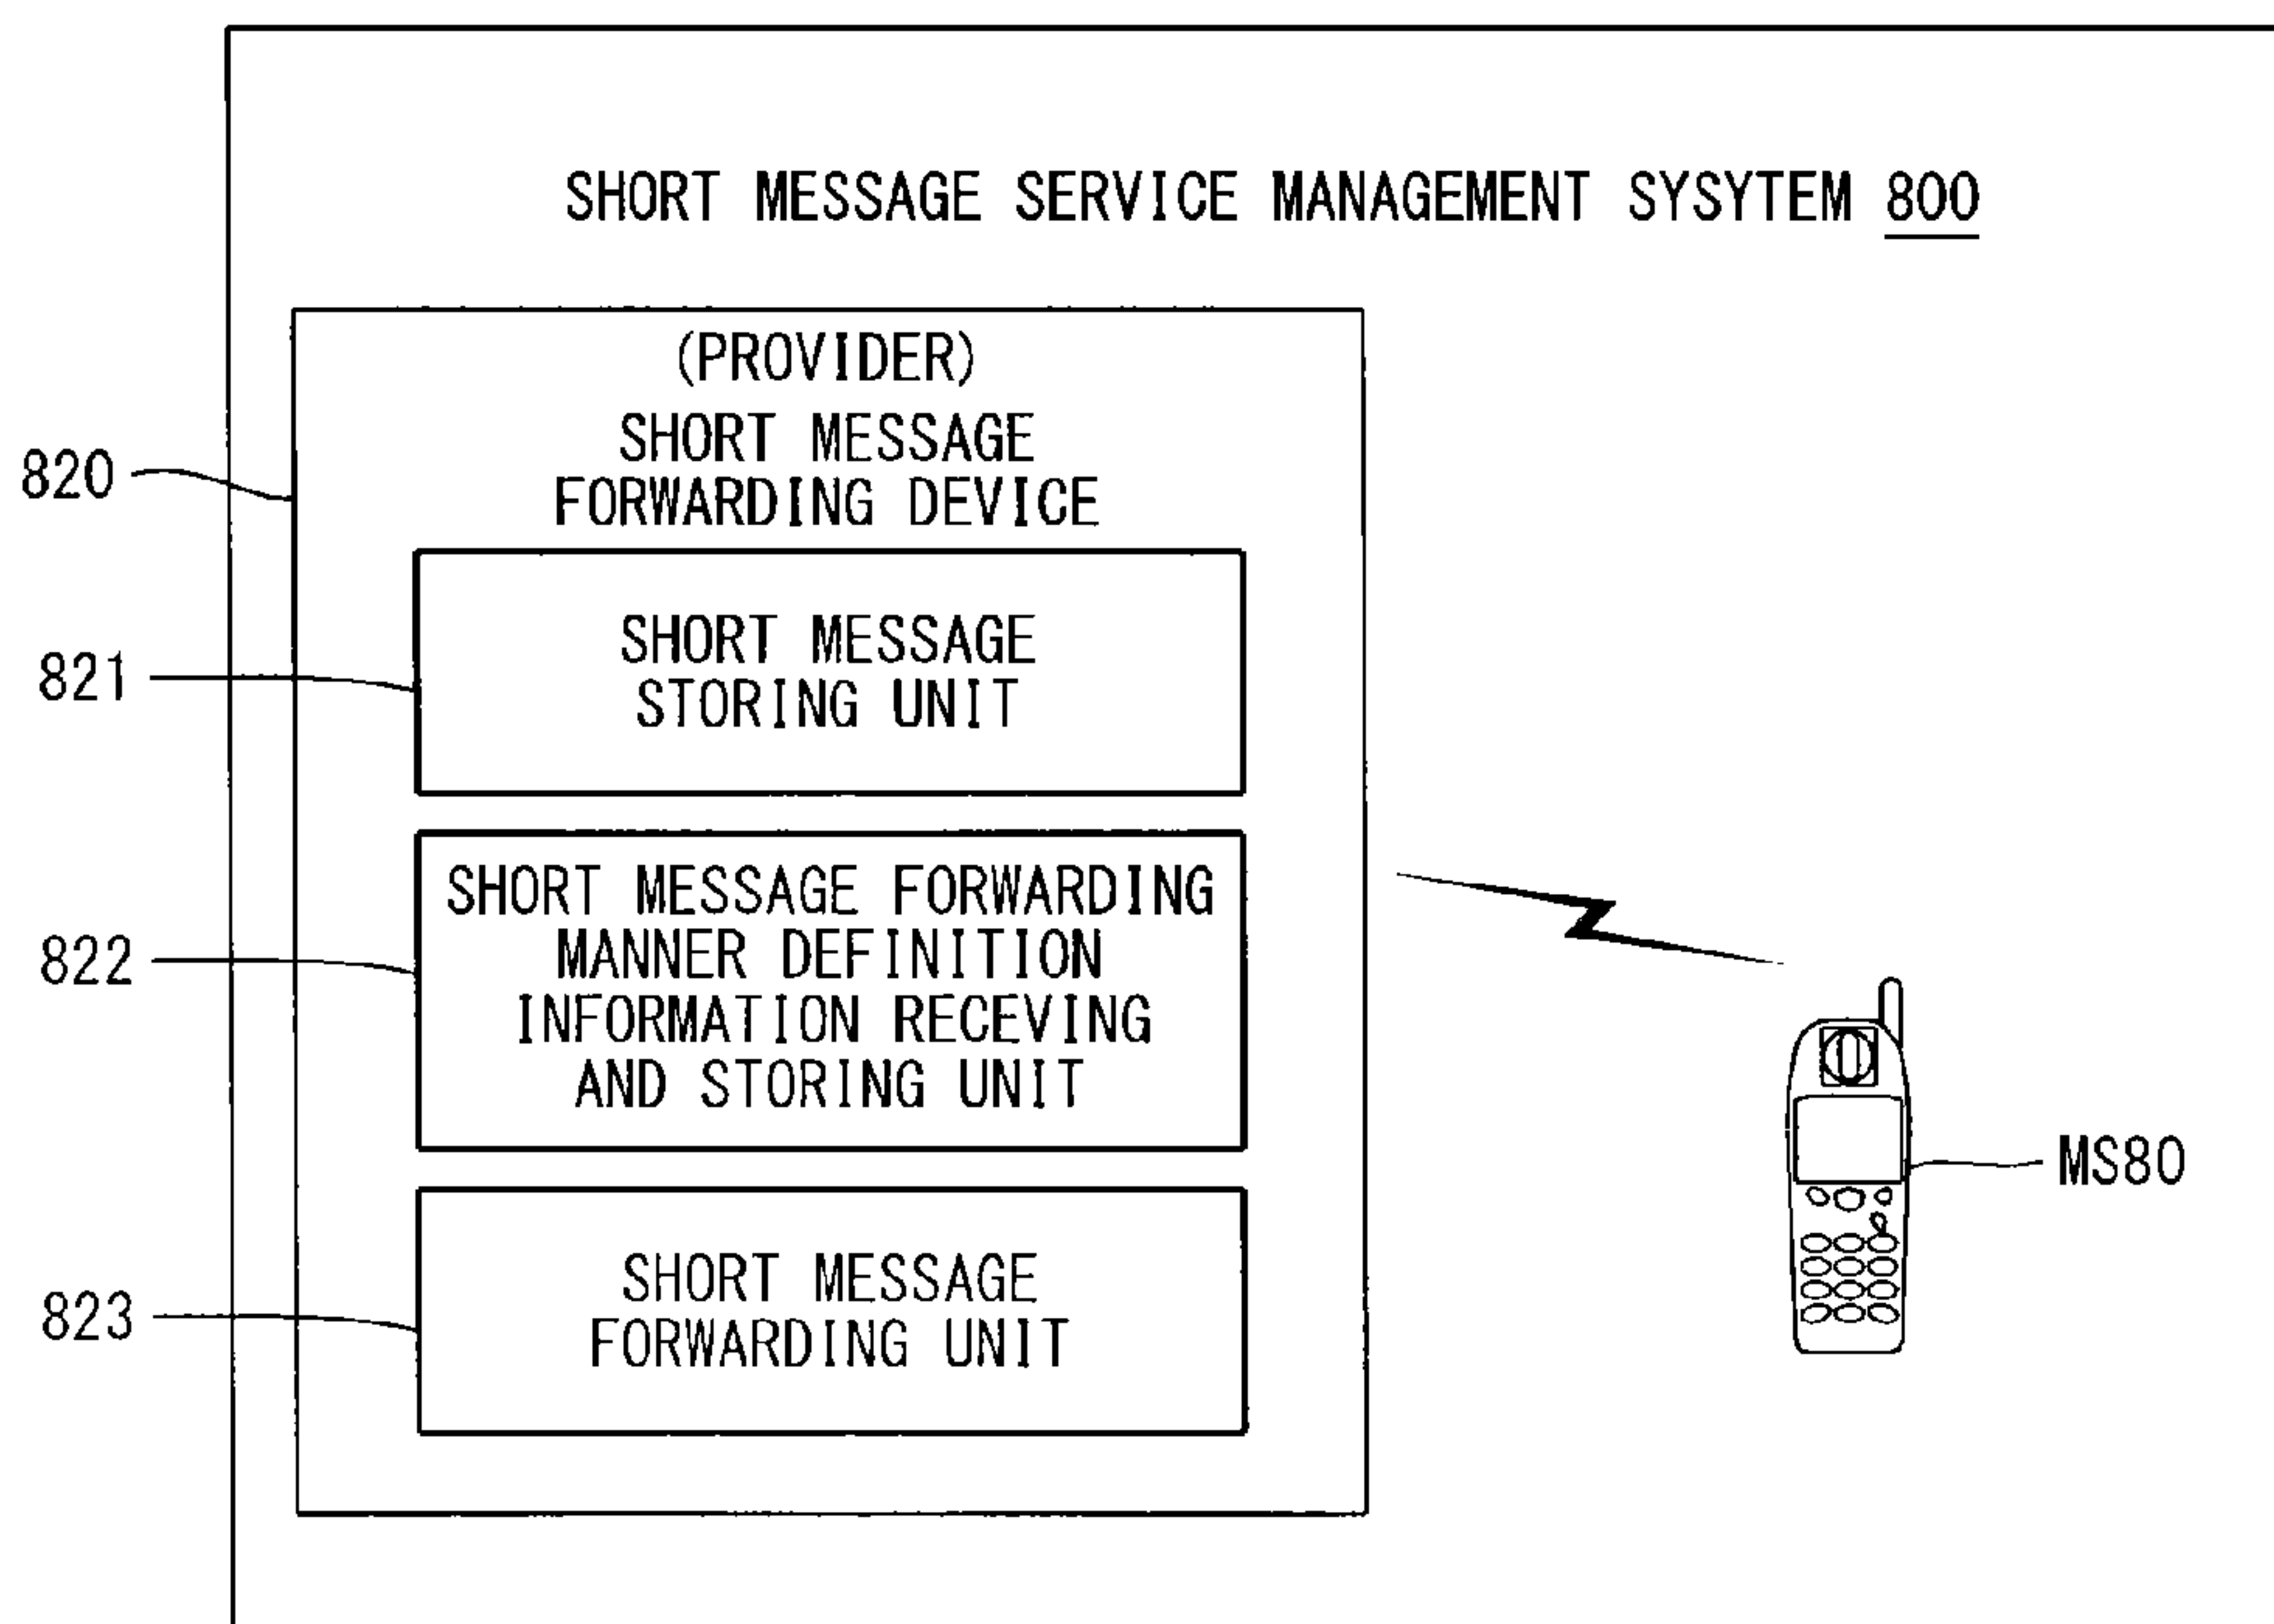 SHORT MESSAGE SERVICE MANAGEMENT SYSYTEM 800
(PROVIDER)
SHORT MESSAGE
FORWARDING DEVICE
820
SHORT MESSAGE
STORING UNIT
821
SHORT MESSAGE FORWARDING
MANNER DEFINITION
INFORMATION RECEVING
AND STORING UNIT
822
MS80
SHORT MESSAGE
FORWARDING UNIT
823